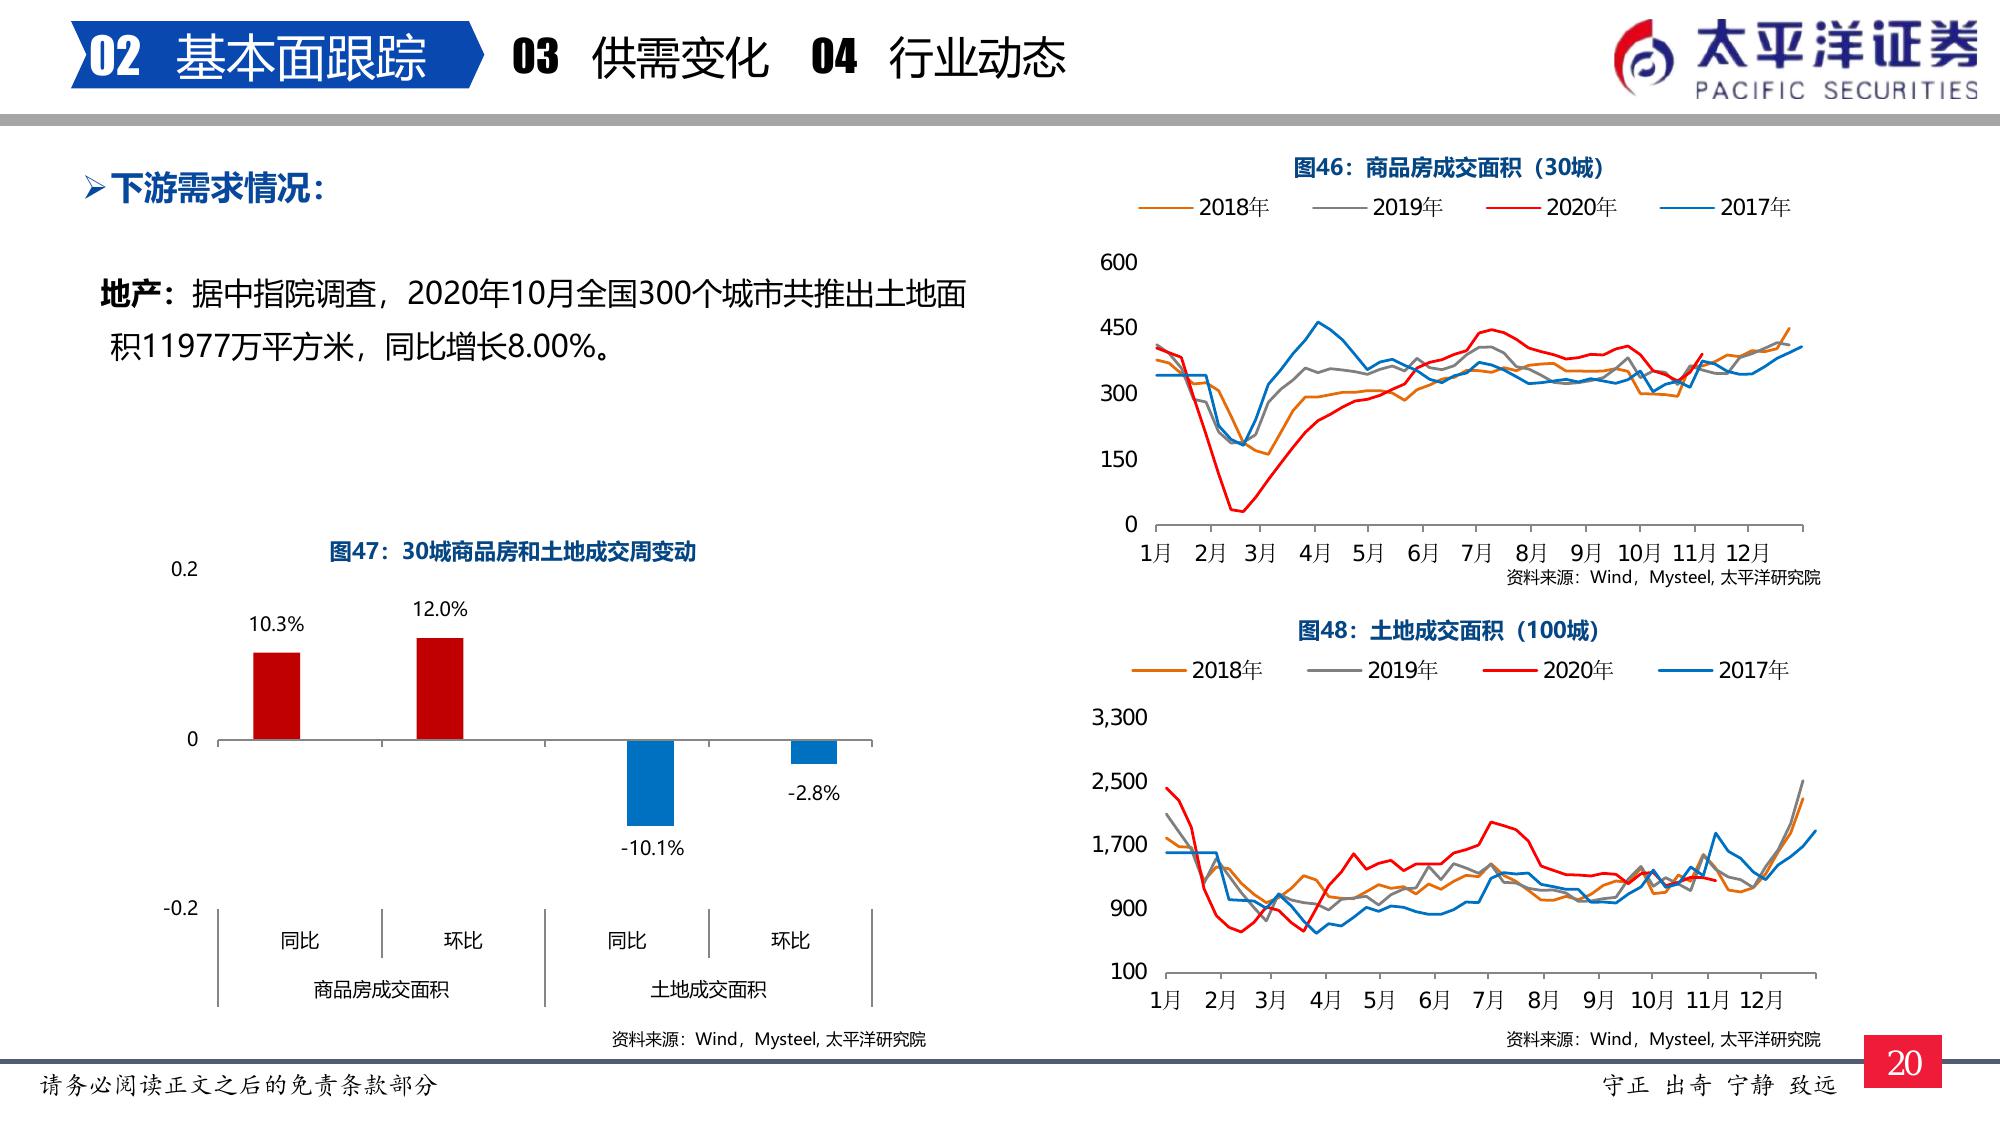 02 基本面跟踪 03 供需变化 04 行业动态
太平洋证券
PACIFIC SECURITIES
下游需求情况：
地产：据中指院调查，2020年10月全国300个城市共推出土地面
积11977万平方米，同比增长8.00%。
图47：30城商品房和土地成交周变动
0.2
10.3%
12.0%
0
-2.8%
-10.1%
-0.2
同比 环比 同比 环比
商品房成交面积 土地成交面积
资料来源：Wind，Mysteel, 太平洋研究院
图46：商品房成交面积（30城）
2018年 2019年 2020年 2017年
600
450
300
150
0
1月 2月 3月 4月 5月 6月 7月 8月 9月 10月 11月 12月
资料来源：Wind，Mysteel, 太平洋研究院
图48：土地成交面积（100城）
2018年 2019年 2020年 2017年
3,300
2,500
1,700
900
100
1月 2月 3月 4月 5月 6月 7月 8月 9月 10月 11月 12月
资料来源：Wind，Mysteel, 太平洋研究院
请务必阅读正文之后的免责条款部分
守正 出奇 宁静 致远
20